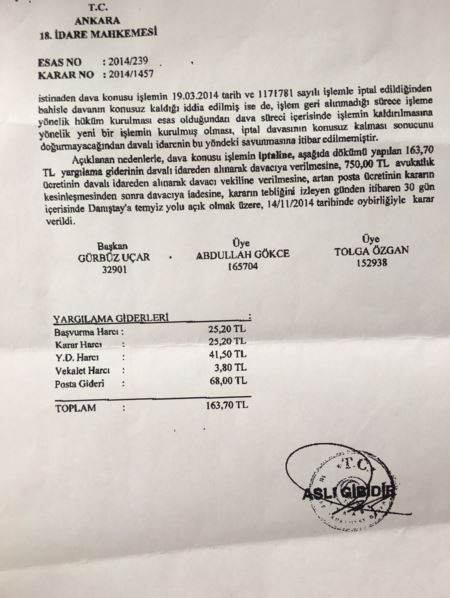 T.C.
ANKARA
18. İDARE MAHKEMESİ
ESAS NO : 2014/239
KARAR NO : 2014/1457
istinaden dava konusu işlemin 19.03.2014 tarih ve 1171781 sayılı işlemle iptal edildiğinden
bahisle davanın konusuz kaldığı iddia edilmiş ise de, işlem geri alınmadığı sürece işleme
yönelik hüküm kurulması esas olduğundan dava süreci içerisinde işlemin kaldırılmasına
yönelik yeni bir işlemin kurulmuş olması, iptal davasının konusuz kalması sonucunu
doğurmayacağından davalı idarenin bu yöndeki savunmasına itibar edilmemiştir.
Açıklanan nedenlerle, dava konusu işlemin iptaline, aşağıda dökümü yapılan 163,70
TL yargılama giderinin davalı idareden alınarak davacıya verilmesine, 750,00 TL avukatlık
ücretinin davalı idareden alınarak davacı vekiline verilmesine, artan posta ücretinin kararın
kesinleşmesinden sonra davacıya iadesine, kararın tebliğini izleyen günden itibaren 30 gün
içerisinde Danıştay'a temyiz yolu açık olmak üzere, 14/11/2014 tarihinde oybirliğiyle karar
verildi.
Başkan Üye Üye
GÜRBÜZ UÇAR ABDULLAH GÖKCE TOLGA ÖZGAN
32901 165704 152938
YARGILAMA GİDERLERİ :
Başvurma Harcı : 25,20 TL
Karar Harcı : 25,20 TL
Y.D. Harcı : 41,50 TL
Vekalet Harcı : 3,80 TL
Posta Gideri : 68,00 TL
TOPLAM : 163,70 TL
T.C.
ASLI GİBİDİR